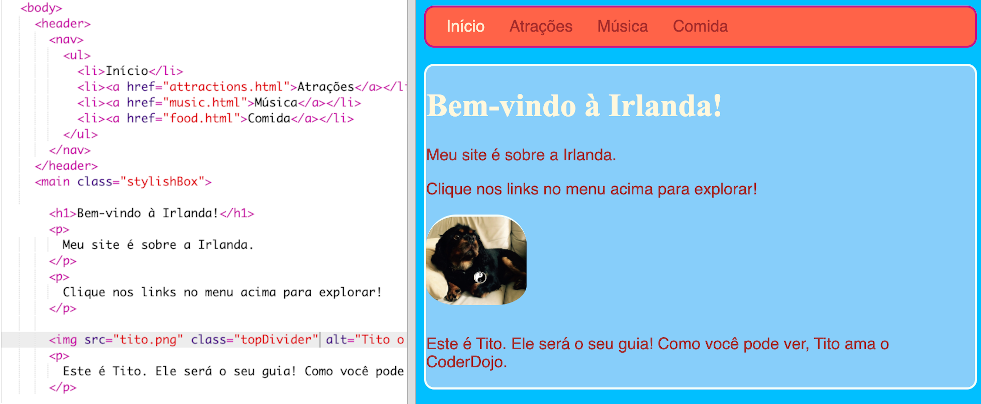 <body>
<header>
<nav>
<ul>
<li>Início</li>
<li><a href="attractions.html">Atrações</a></li>
<li><a href="music.html">Música</a></li>
<li><a href="food.html">Comida</a></li>
</ul>
</nav>
</header>
<main class="stylishBox">
<h1>Bem-vindo à Irlanda!</h1>
<p>
Meu site é sobre a Irlanda.
</p>
<p>
Clique nos links no menu acima para explorar!
</p>
<img src="tito.png" class="topDivider" alt="Tito o
<p>
Este é Tito. Ele será o seu guia! Como você pode
</p>
Início Atrações Música Comida
Bem-vindo à Irlanda!
Meu site é sobre a Irlanda.
Clique nos links no menu acima para explorar!
Este é Tito. Ele será o seu guia! Como você pode ver, Tito ama o
CoderDojo.